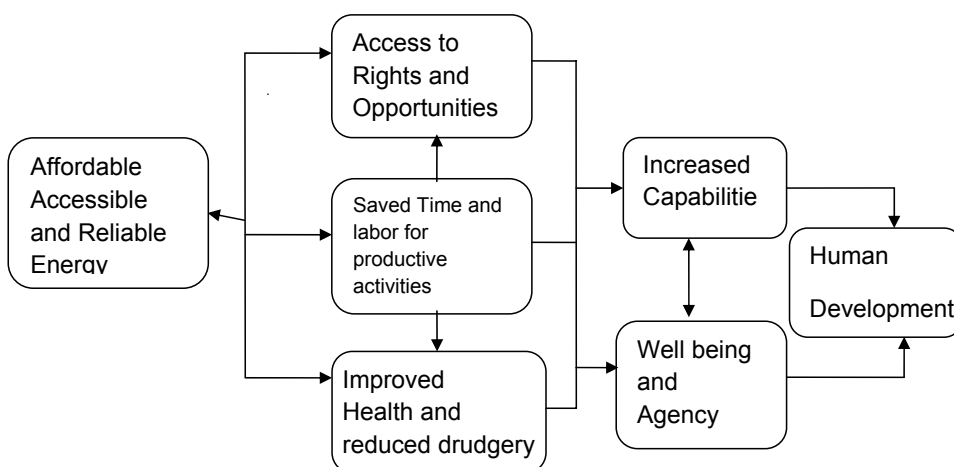 Affordable
Accessible
and Reliable
Energy
Access to
Rights and
Opportunities
Saved Time and
labor for
productive
activities
Improved
Health and
reduced drudgery
Increased
Capabilitie
Well being
and
Agency
Human
Development